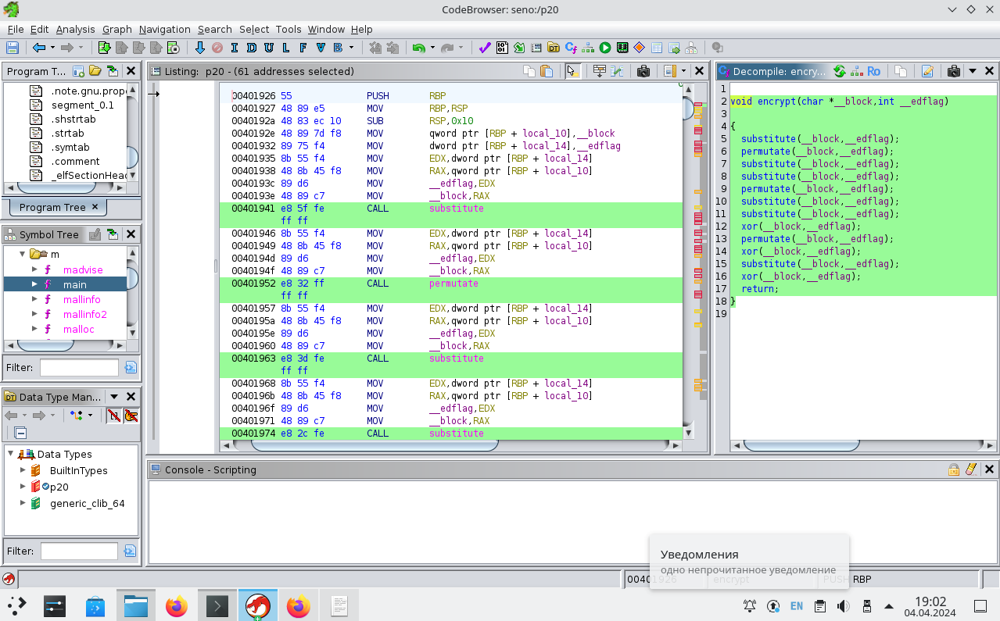 CodeBrowser: seno:/p20
File Edit Analysis Graph Navigation Search Select Tools Window Help
I D U L F V B
Program T...
.note.gnu.prope
segment_0.1
.shstrtab
.strtab
.symtab
.comment
_elfSectionHea
Program Tree ×
Symbol Tree
m
f madvise
f main
f mallinfo
f mallinfo2
f malloc
Filter:
Data Type Man...
Data Types
BuiltInTypes
p20
generic_clib_64
Filter:
Listing: p20 - (61 addresses selected)
00401926 55 PUSH RBP
00401927 48 89 e5 MOV RBP,RSP
0040192a 48 83 ec 10 SUB RSP,0x10
0040192e 48 89 7d f8 MOV qword ptr [RBP + local_10],__block
00401932 89 75 f4 MOV dword ptr [RBP + local_14],__edflag
00401935 8b 55 f4 MOV EDX,dword ptr [RBP + local_14]
00401938 48 8b 45 f8 MOV RAX,qword ptr [RBP + local_10]
0040193c 89 d6 MOV __edflag,EDX
0040193e 48 89 c7 MOV __block,RAX
00401941 e8 5f fe CALL substitute
ff ff
00401946 8b 55 f4 MOV EDX,dword ptr [RBP + local_14]
00401949 48 8b 45 f8 MOV RAX,qword ptr [RBP + local_10]
0040194d 89 d6 MOV __edflag,EDX
0040194f 48 89 c7 MOV __block,RAX
00401952 e8 32 ff CALL permutate
ff ff
00401957 8b 55 f4 MOV EDX,dword ptr [RBP + local_14]
0040195a 48 8b 45 f8 MOV RAX,qword ptr [RBP + local_10]
0040195e 89 d6 MOV __edflag,EDX
00401960 48 89 c7 MOV __block,RAX
00401963 e8 3d fe CALL substitute
ff ff
00401968 8b 55 f4 MOV EDX,dword ptr [RBP + local_14]
0040196b 48 8b 45 f8 MOV RAX,qword ptr [RBP + local_10]
0040196f 89 d6 MOV __edflag,EDX
00401971 48 89 c7 MOV __block,RAX
00401974 e8 2c fe CALL substitute
Decompile: encry... Ro
1
2 void encrypt(char *__block,int __edflag)
3
4 {
5 substitute(__block,__edflag);
6 permutate(__block,__edflag);
7 substitute(__block,__edflag);
8 substitute(__block,__edflag);
9 permutate(__block,__edflag);
10 substitute(__block,__edflag);
11 substitute(__block,__edflag);
12 xor(__block,__edflag);
13 permutate(__block,__edflag);
14 xor(__block,__edflag);
15 substitute(__block,__edflag);
16 xor(__block,__edflag);
17 return;
18 }
19
Console - Scripting
Уведомления
одно непрочитанное уведомление
00401926 encrypt PUSH RBP
EN
19:02
04.04.2024